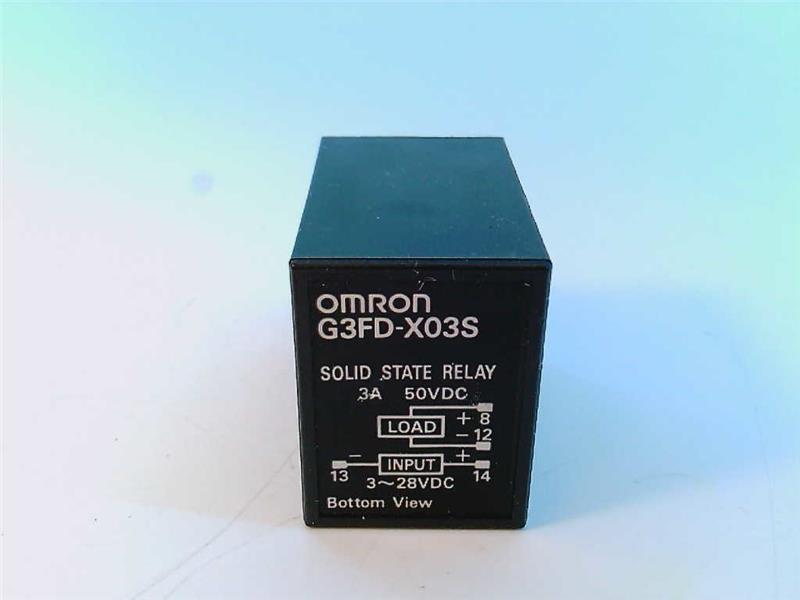 OMRON
G3FD-X03S
SOLID STATE RELAY
3A 50VDC
+ 8
LOAD
- 12
- INPUT +
13 14
3~28VDC
Bottom View